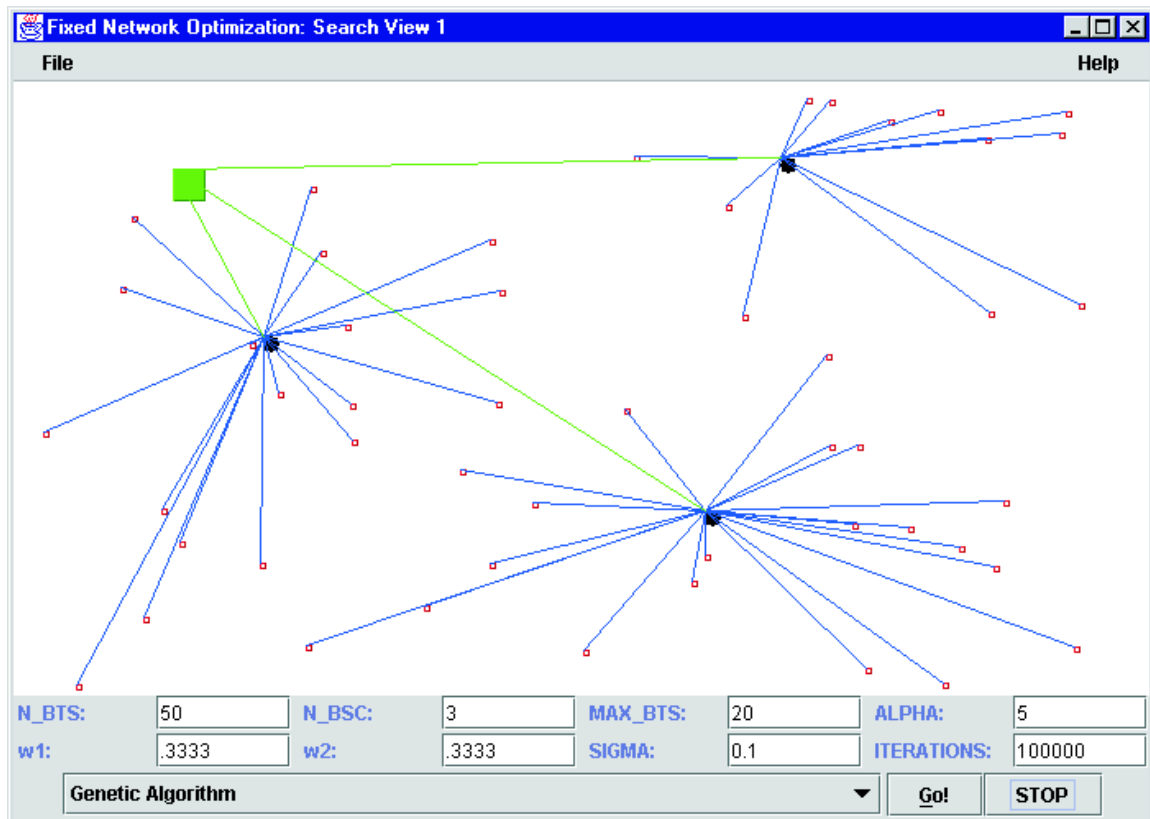 Fixed Network Optimization: Search View 1
File Help
N_BTS: 50 N_BSC: 3 MAX_BTS: 20 ALPHA: 5
w1: .3333 w2: .3333 SIGMA: 0.1 ITERATIONS: 100000
Genetic Algorithm Go! STOP